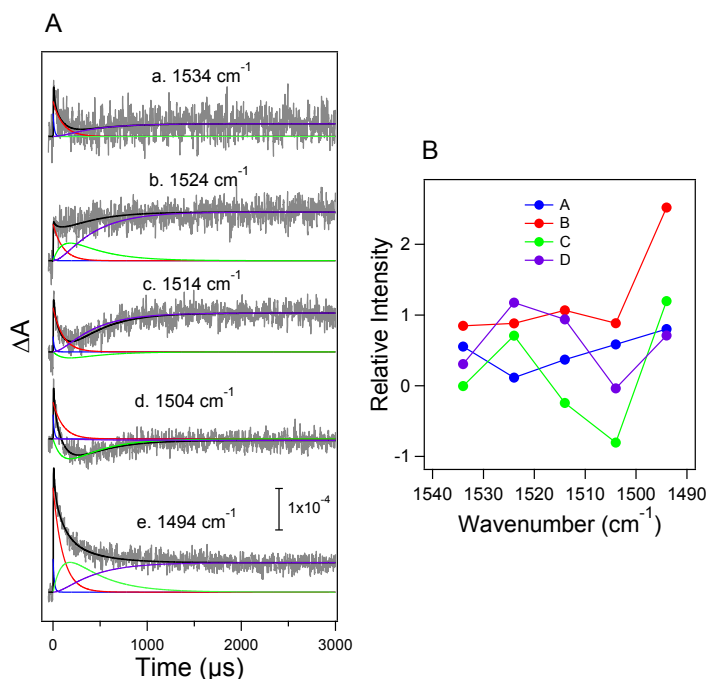 A
a. 1534 cm⁻¹
b. 1524 cm⁻¹
c. 1514 cm⁻¹
d. 1504 cm⁻¹
e. 1494 cm⁻¹
1x10⁻⁴
ΔA
0 1000 2000 3000
Time (µs)
B
A
B
C
D
2
1
0
-1
Relative Intensity
1540 1530 1520 1510 1500 1490
Wavenumber (cm⁻¹)